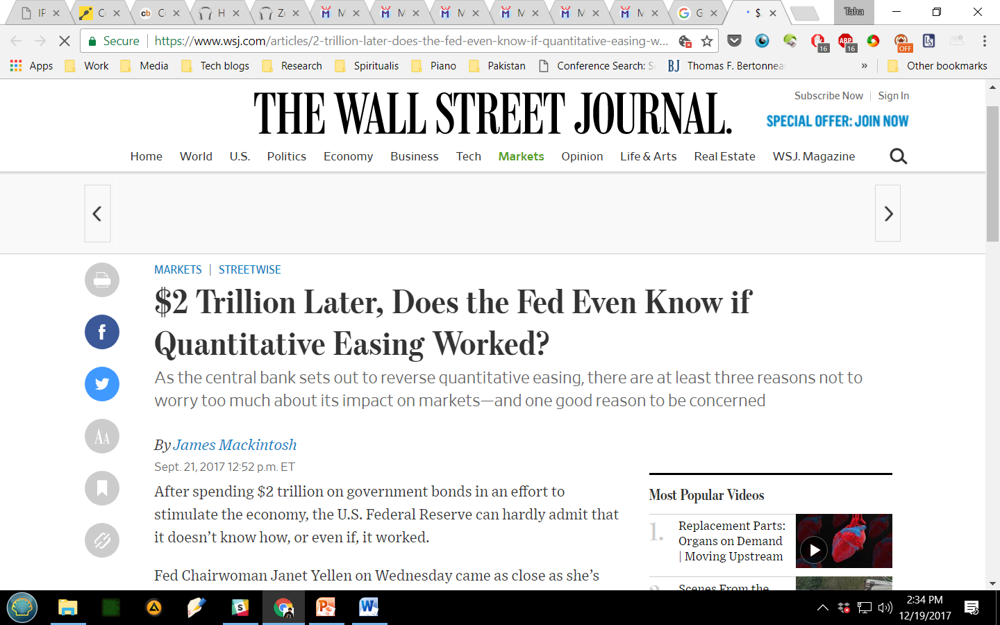 IP
C
C
H
Z
M
M
M
M
M
M
G
$
Taha
Secure
https://www.wsj.com/articles/2-trillion-later-does-the-fed-even-know-if-quantitative-easing-w...
16
ABP
16
OFF
LS
Apps
Work
Media
Tech blogs
Research
Spiritualis
Piano
Pakistan
Conference Search: S
BJ
Thomas F. Bertonnea
»
Other bookmarks
THE WALL STREET JOURNAL.
Subscribe Now | Sign In
SPECIAL OFFER: JOIN NOW
Home World U.S. Politics Economy Business Tech Markets Opinion Life & Arts Real Estate WSJ. Magazine
MARKETS | STREETWISE
$2 Trillion Later, Does the Fed Even Know if
Quantitative Easing Worked?
As the central bank sets out to reverse quantitative easing, there are at least three reasons not to
worry too much about its impact on markets—and one good reason to be concerned
By James Mackintosh
Sept. 21, 2017 12:52 p.m. ET
After spending $2 trillion on government bonds in an effort to
stimulate the economy, the U.S. Federal Reserve can hardly admit that
it doesn't know how, or even if, it worked.
Fed Chairwoman Janet Yellen on Wednesday came as close as she's
f
AA
Most Popular Videos
1.
Replacement Parts:
Organs on Demand
| Moving Upstream
Scenes From the
2:34 PM
12/19/2017